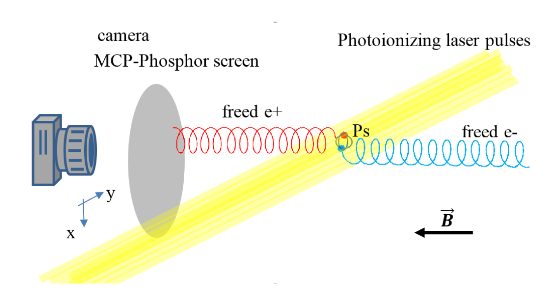 camera
MCP-Phosphor screen
Photoionizing laser pulses
freed e+
Ps
freed e-
y
x
B⃗